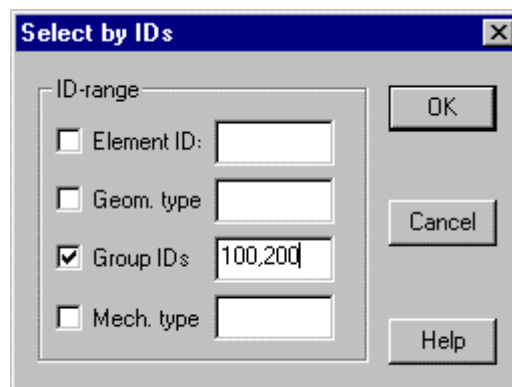 Select by IDs
ID-range
Element ID:
Geom. type
Group IDs 100,200
Mech. type
OK
Cancel
Help